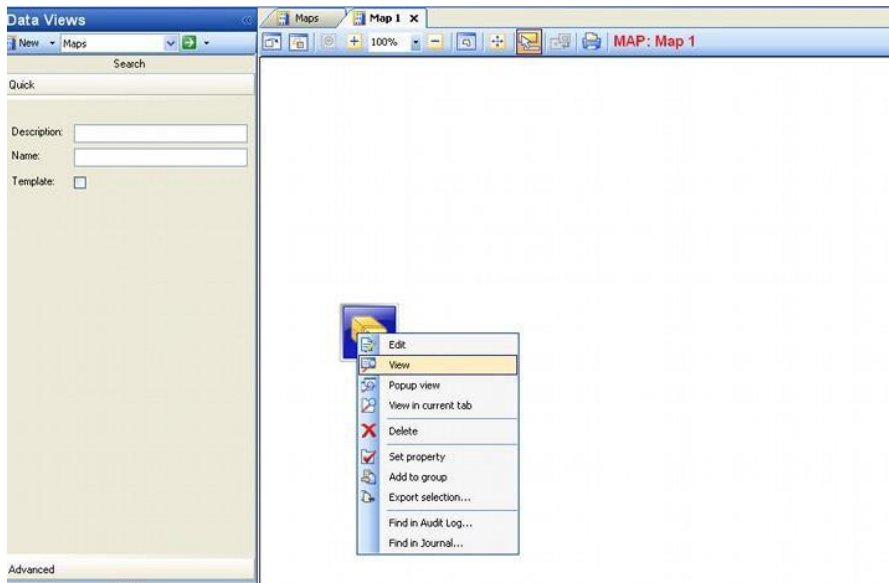 Data Views
Maps
Map 1
New
Maps
100%
MAP: Map 1
Search
Quick
Description:
Name:
Template:
Edit
View
Popup view
View in current tab
Delete
Set property
Add to group
Export selection...
Find in Audit Log...
Find in Journal...
Advanced